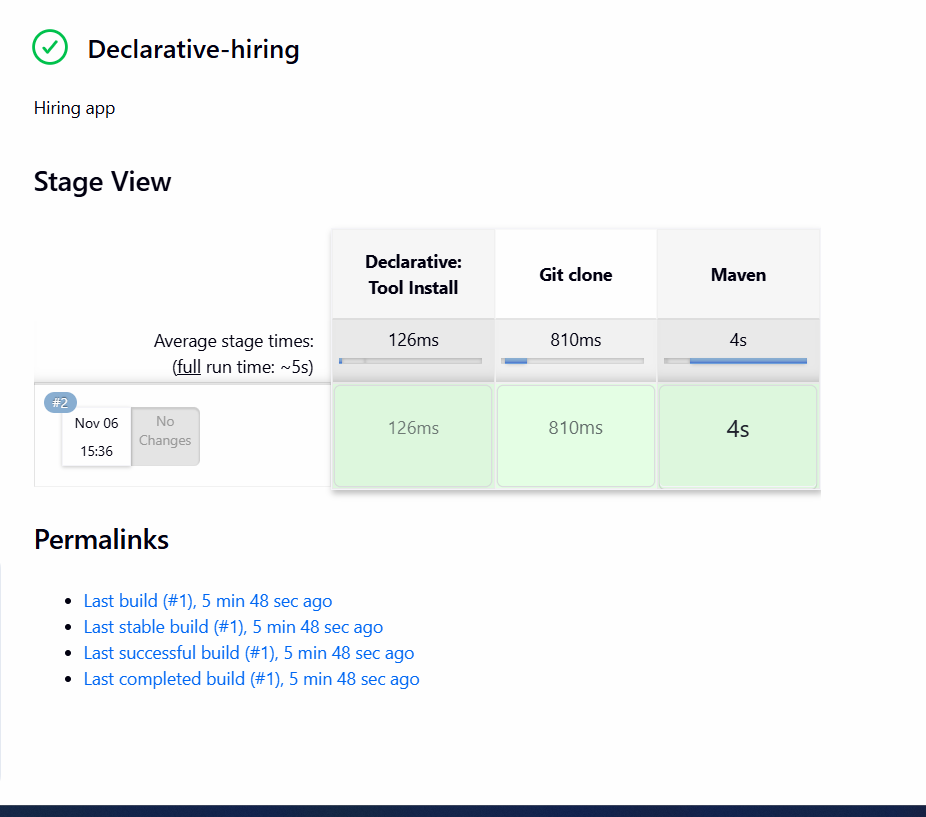 Declarative-hiring
Hiring app
Stage View
Declarative:
Tool Install
Git clone
Maven
Average stage times:
(full run time: ~5s)
126ms
810ms
4s
#2
Nov 06
15:36
No
Changes
126ms
810ms
4s
Permalinks
Last build (#1), 5 min 48 sec ago
Last stable build (#1), 5 min 48 sec ago
Last successful build (#1), 5 min 48 sec ago
Last completed build (#1), 5 min 48 sec ago